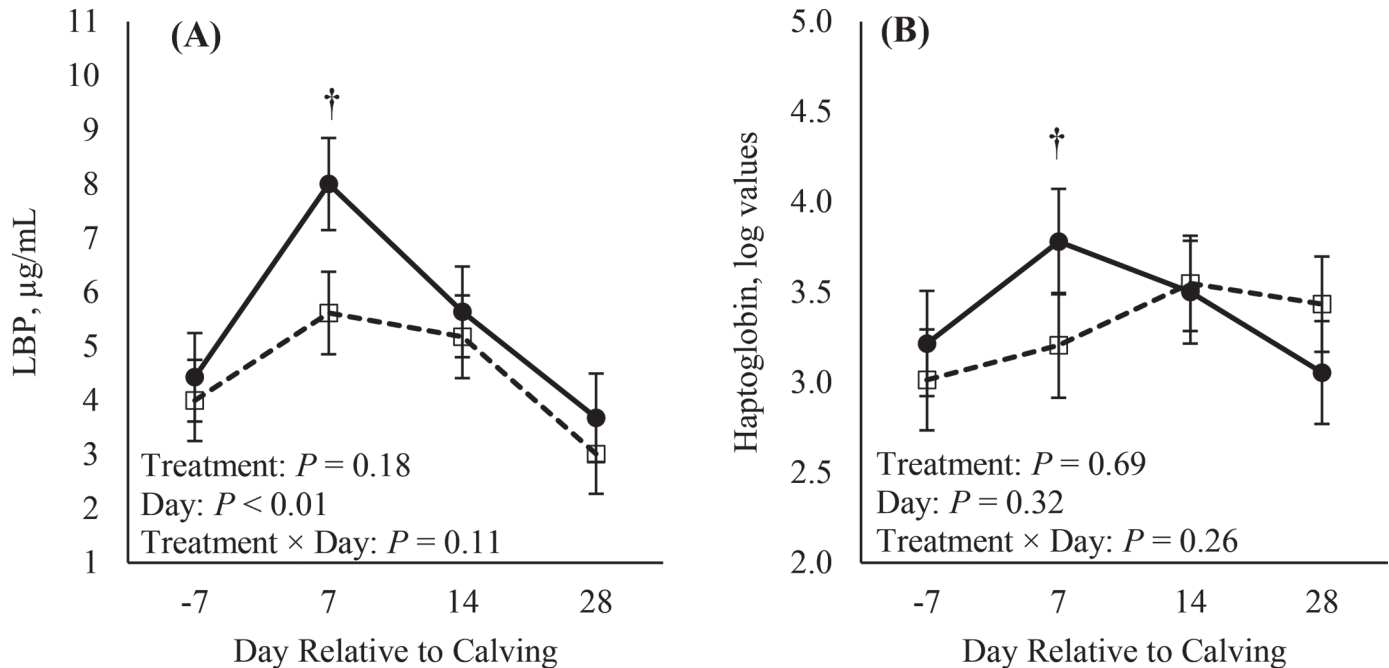 (A)
11
10
9
8
7
6
5
4
3
2
1
LBP, µg/mL
†
Treatment: P = 0.18
Day: P < 0.01
Treatment × Day: P = 0.11
-7 7 14 28
Day Relative to Calving
(B)
5.0
4.5
4.0
3.5
3.0
2.5
2.0
Haptoglobin, log values
†
Treatment: P = 0.69
Day: P = 0.32
Treatment × Day: P = 0.26
-7 7 14 28
Day Relative to Calving